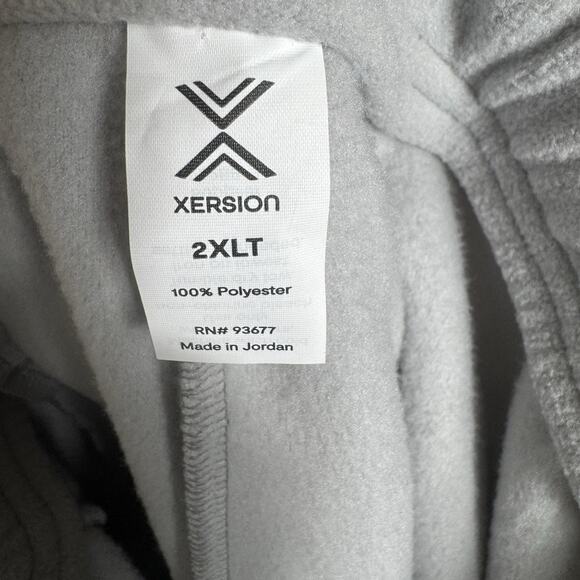 XERSION
2XLT
100% Polyester
RN# 93677
Made in Jordan